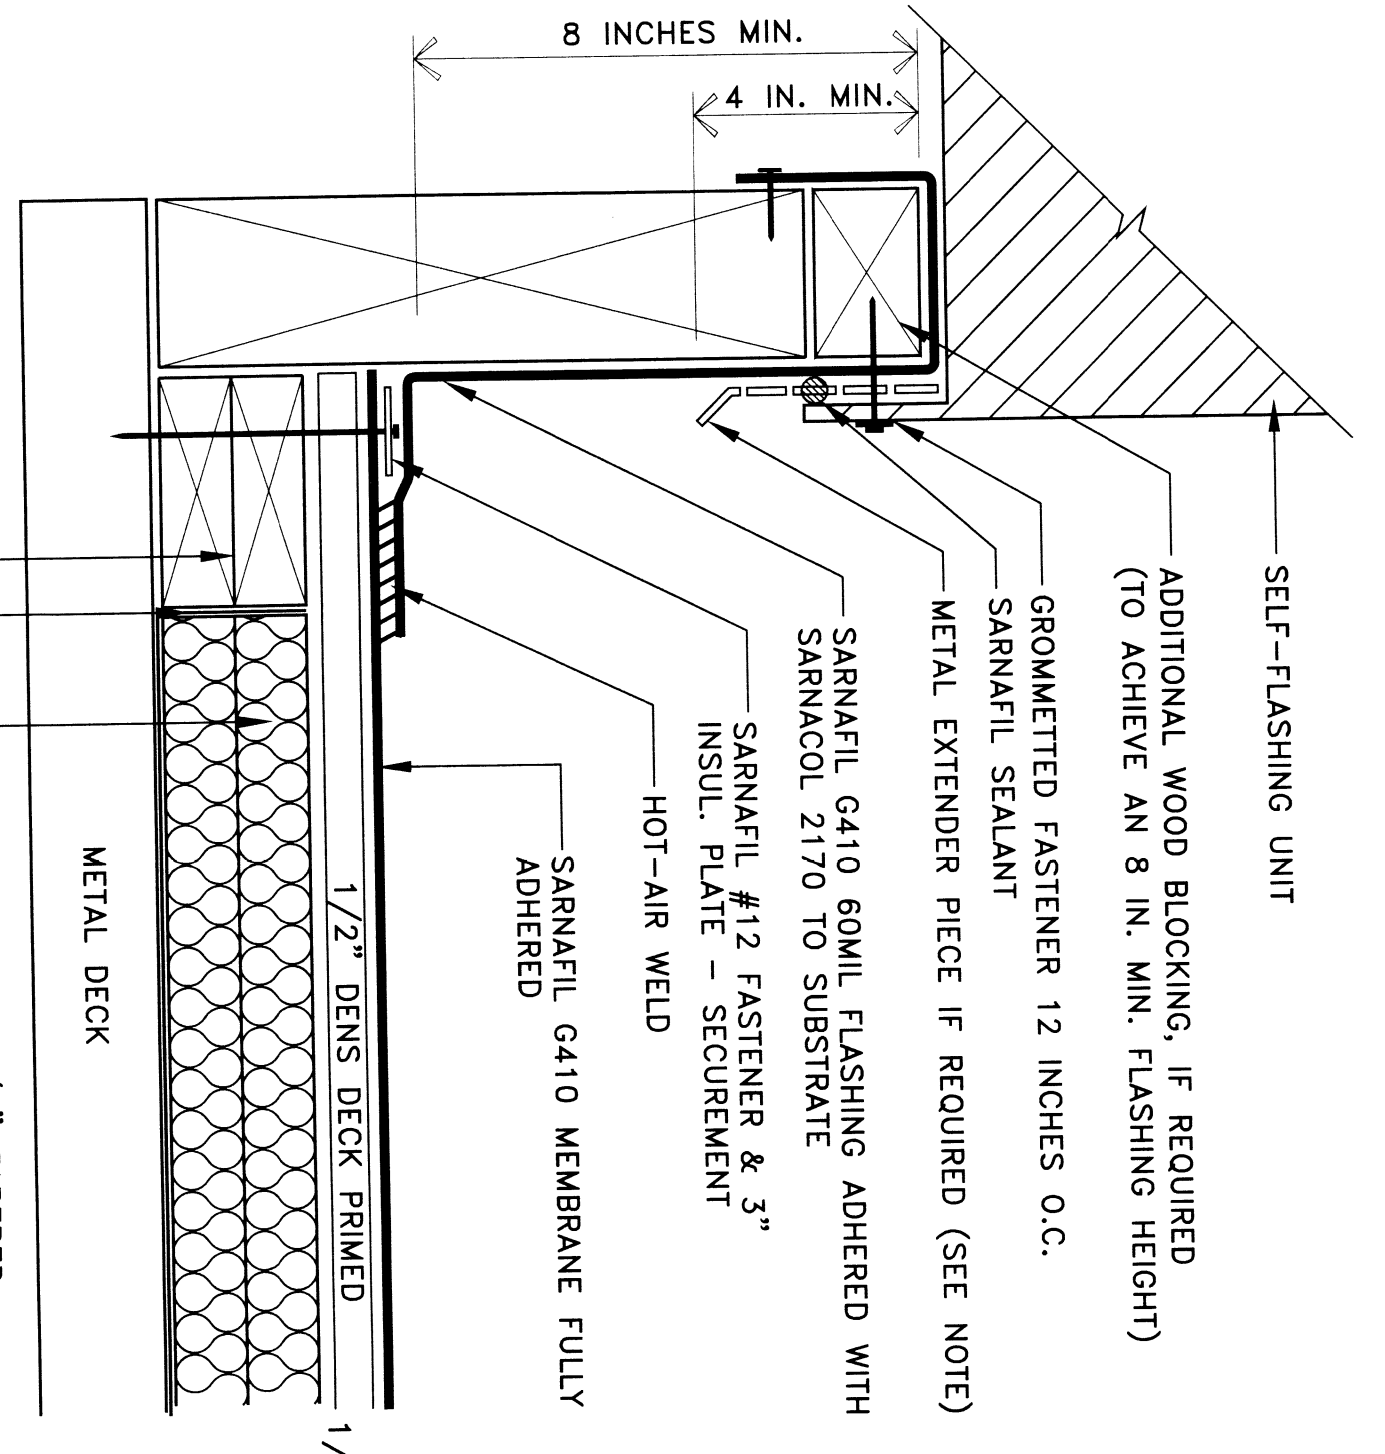 8 INCHES MIN.
4 IN. MIN.
SELF-FLASHING UNIT
ADDITIONAL WOOD BLOCKING, IF REQUIRED
(TO ACHIEVE AN 8 IN. MIN. FLASHING HEIGHT)
GROMMETTED FASTENER 12 INCHES O.C.
SARNAFIL SEALANT
METAL EXTENDER PIECE IF REQUIRED (SEE NOTE)
SARNAFIL G410 60MIL FLASHING ADHERED WITH
SARNACOL 2170 TO SUBSTRATE
SARNAFIL #12 FASTENER & 3"
INSUL. PLATE - SECUREMENT
HOT-AIR WELD
SARNAFIL G410 MEMBRANE FULLY
ADHERED
1/2" DENS DECK PRIMED
METAL DECK
1/